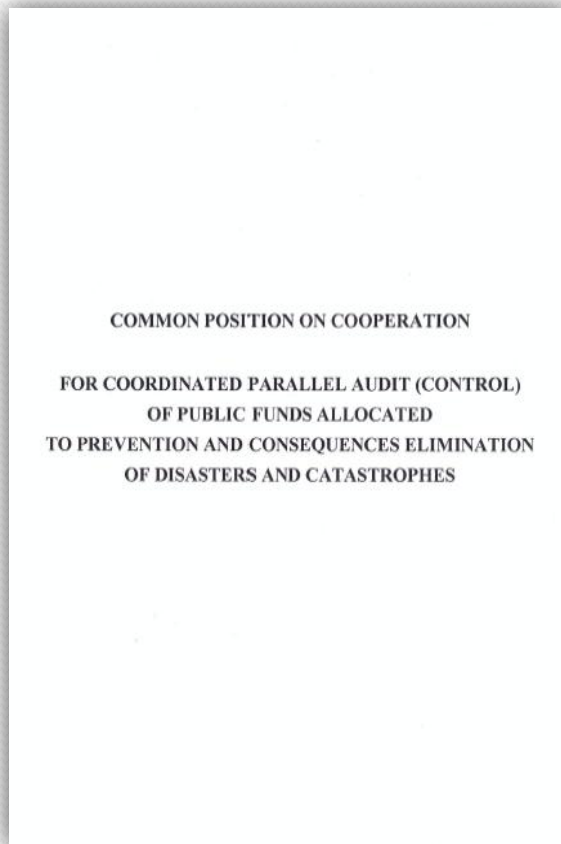 COMMON POSITION ON COOPERATION
FOR COORDINATED PARALLEL AUDIT (CONTROL)
OF PUBLIC FUNDS ALLOCATED
TO PREVENTION AND CONSEQUENCES ELIMINATION
OF DISASTERS AND CATASTROPHES